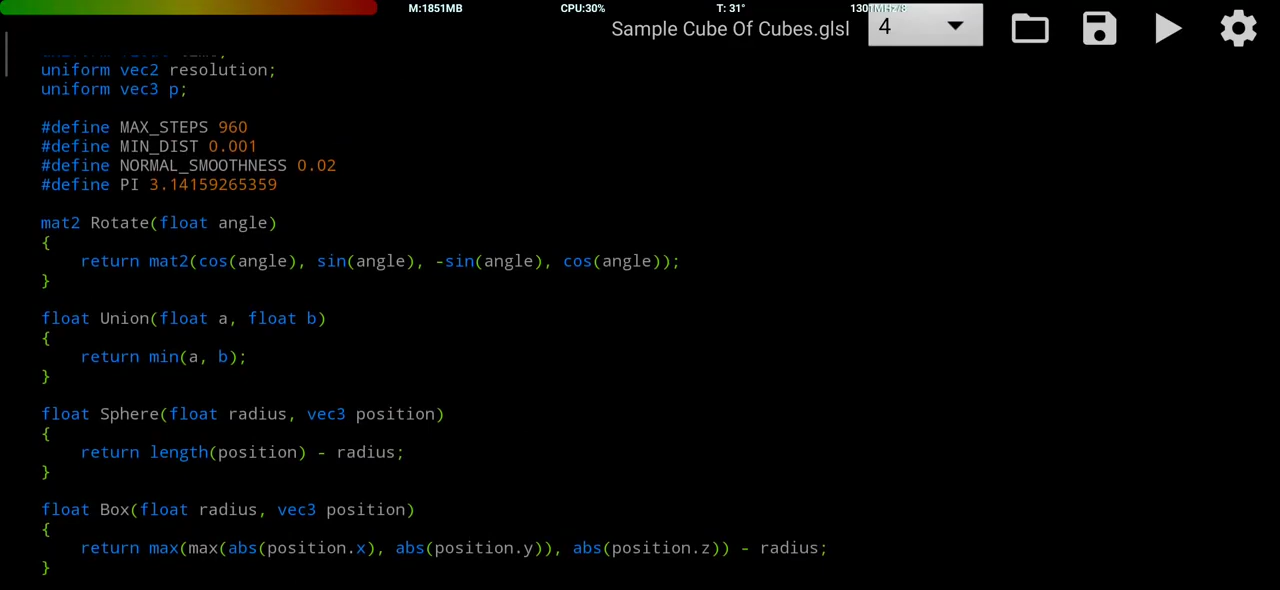 M:1851MB CPU:30% T: 31°
Sample Cube Of Cubes.glsl 4
uniform vec2 resolution;
uniform vec3 p;
#define MAX_STEPS 960
#define MIN_DIST 0.001
#define NORMAL_SMOOTHNESS 0.02
#define PI 3.14159265359
mat2 Rotate(float angle)
{
    return mat2(cos(angle), sin(angle), -sin(angle), cos(angle));
}
float Union(float a, float b)
{
    return min(a, b);
}
float Sphere(float radius, vec3 position)
{
    return length(position) - radius;
}
float Box(float radius, vec3 position)
{
    return max(max(abs(position.x), abs(position.y)), abs(position.z)) - radius;
}